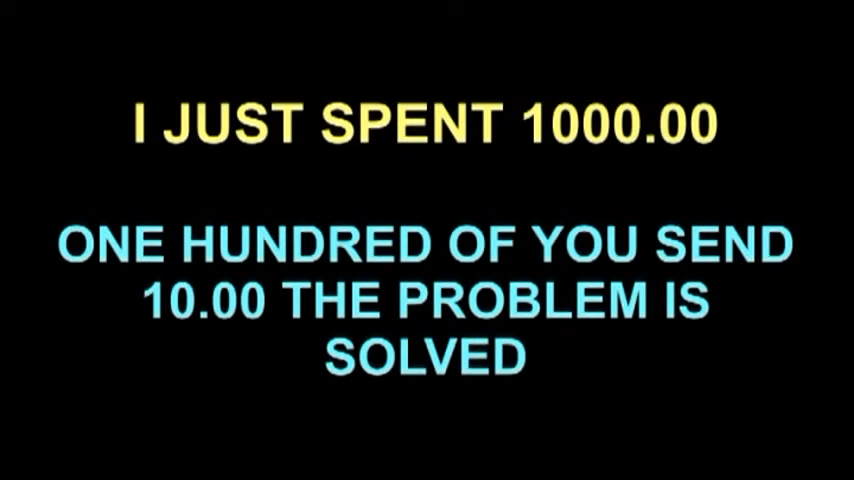 I JUST SPENT 1000.00
ONE HUNDRED OF YOU SEND
10.00 THE PROBLEM IS
SOLVED